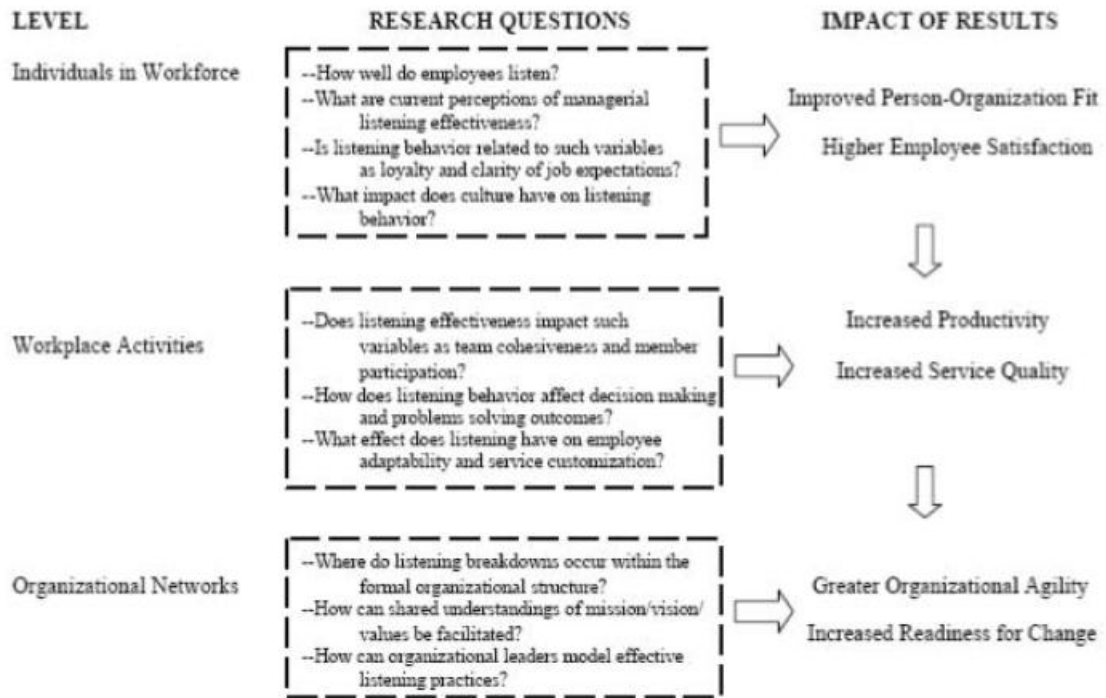 LEVEL
RESEARCH QUESTIONS
IMPACT OF RESULTS
Individuals in Workforce
--How well do employees listen?
--What are current perceptions of managerial
listening effectiveness?
--Is listening behavior related to such variables
as loyalty and clarity of job expectations?
--What impact does culture have on listening
behavior?
Improved Person-Organization Fit
Higher Employee Satisfaction
Workplace Activities
--Does listening effectiveness impact such
variables as team cohesiveness and member
participation?
--How does listening behavior affect decision making
and problems solving outcomes?
--What effect does listening have on employee
adaptability and service customization?
Increased Productivity
Increased Service Quality
Organizational Networks
--Where do listening breakdowns occur within the
formal organizational structure?
--How can shared understandings of mission/vision/
values be facilitated?
--How can organizational leaders model effective
listening practices?
Greater Organizational Agility
Increased Readiness for Change